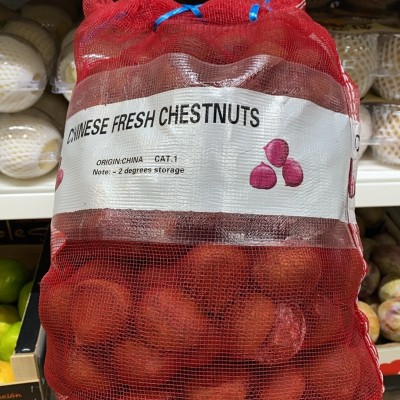 CHINESE FRESH CHESTNUTS
ORIGIN:CHINA CAT.1
Note: - 2 degrees storage